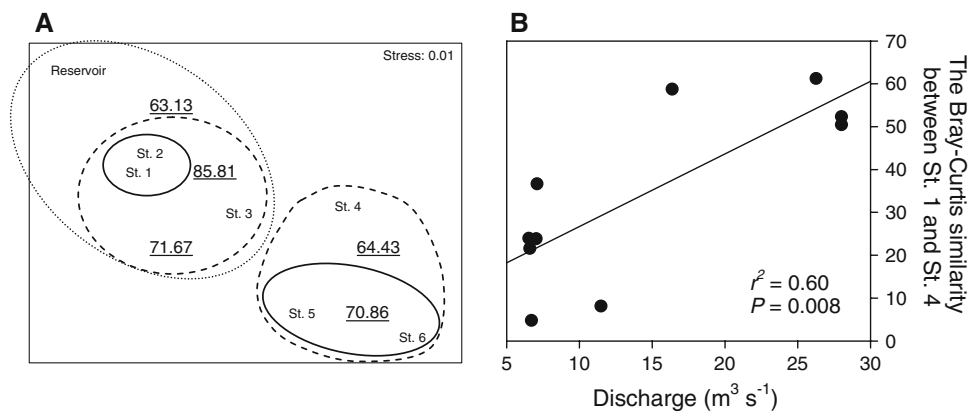 A
Stress: 0.01
Reservoir
63.13
St. 2
St. 1
85.81
St. 3
71.67
St. 4
64.43
St. 5
70.86
St. 6
B
70
60
50
40
30
20
10
0
r² = 0.60
P = 0.008
5
10
15
20
25
30
Discharge (m³ s⁻¹)
The Bray-Curtis similarity
between St. 1 and St. 4